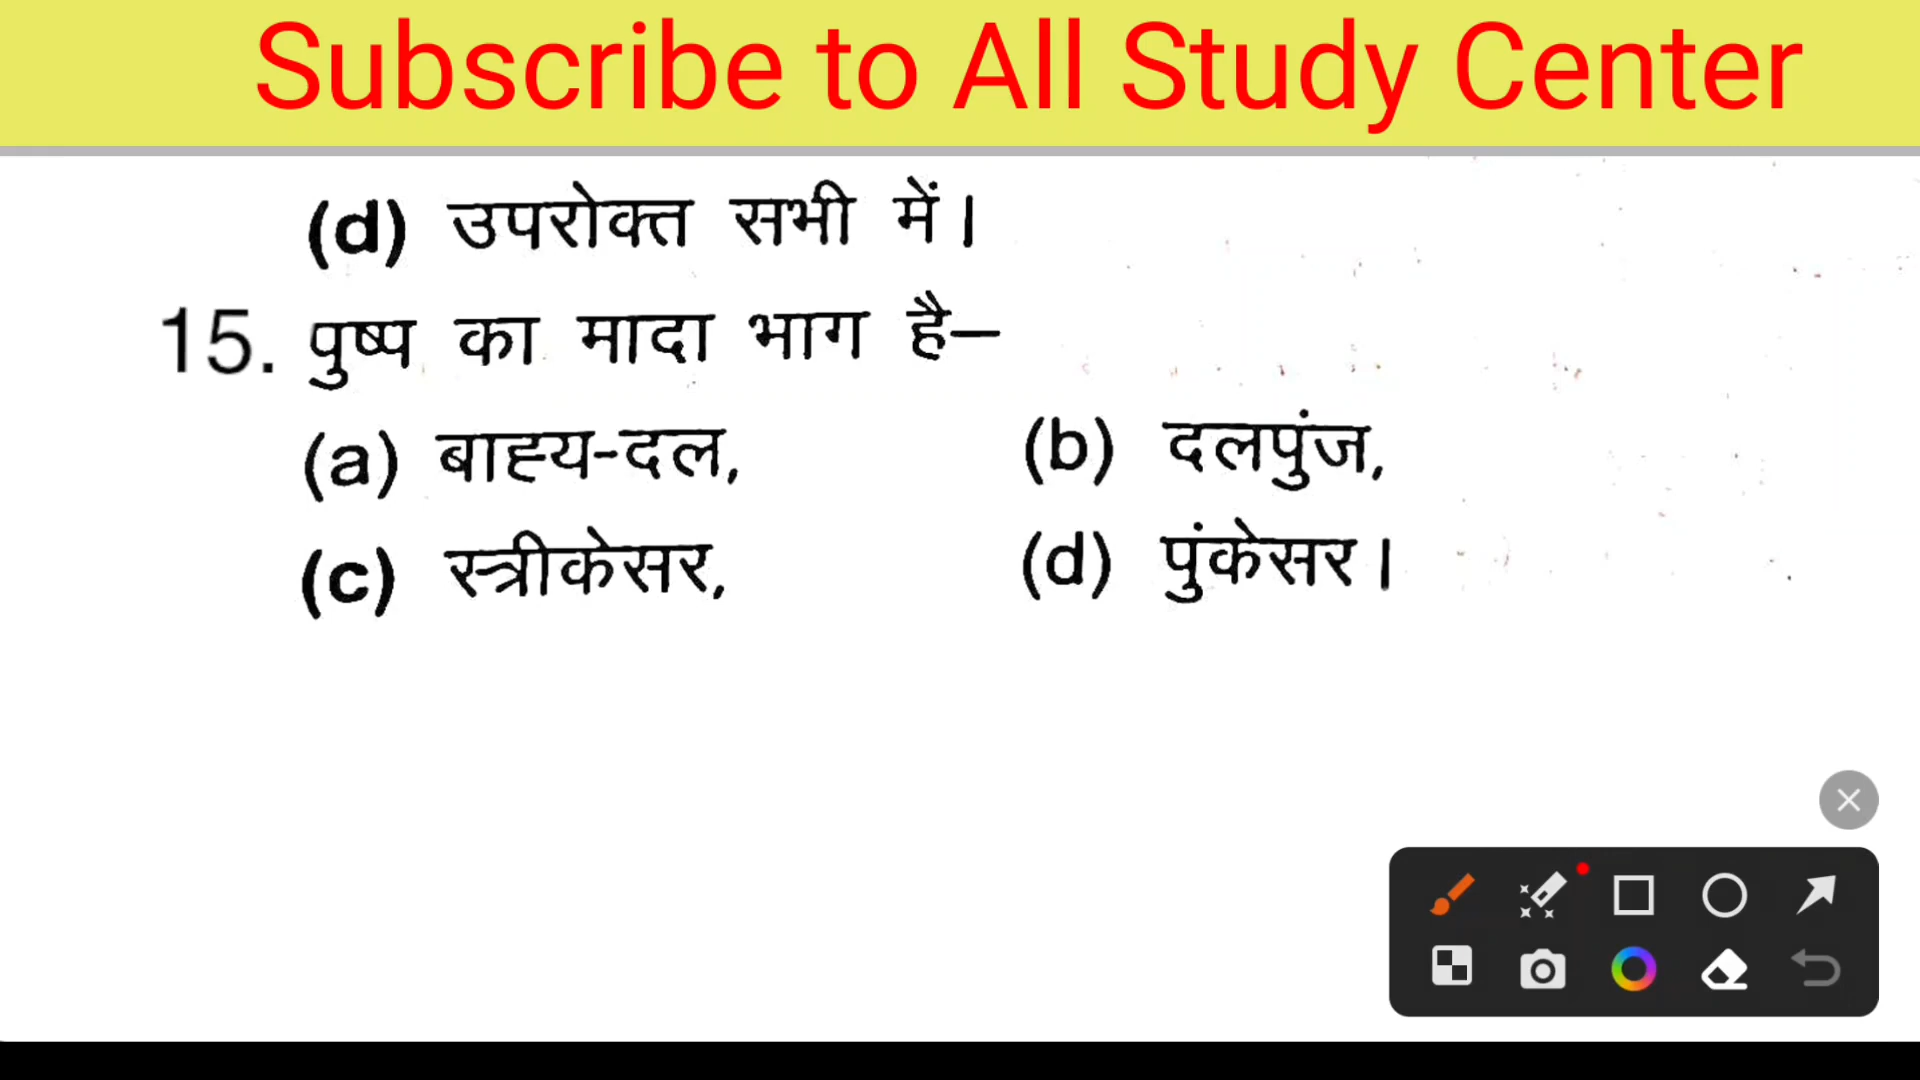 Subscribe to All Study Center
(d) उपरोक्त सभी में।
15. पुष्प का मादा भाग है—
(a) बाह्य-दल, (b) दलपुंज,
(c) स्त्रीकेसर, (d) पुंकेसर।